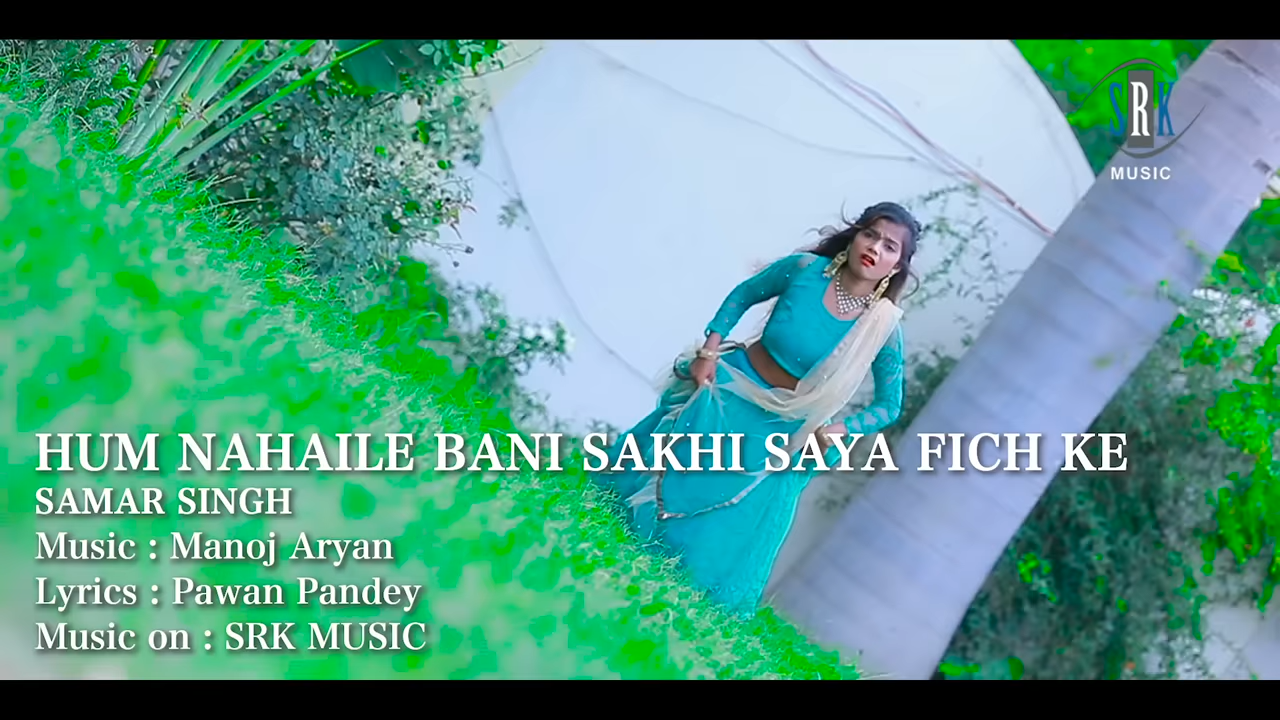 SRK
MUSIC
HUM NAHAILE BANI SAKHI SAYA FICH KE
SAMAR SINGH
Music : Manoj Aryan
Lyrics : Pawan Pandey
Music on : SRK MUSIC